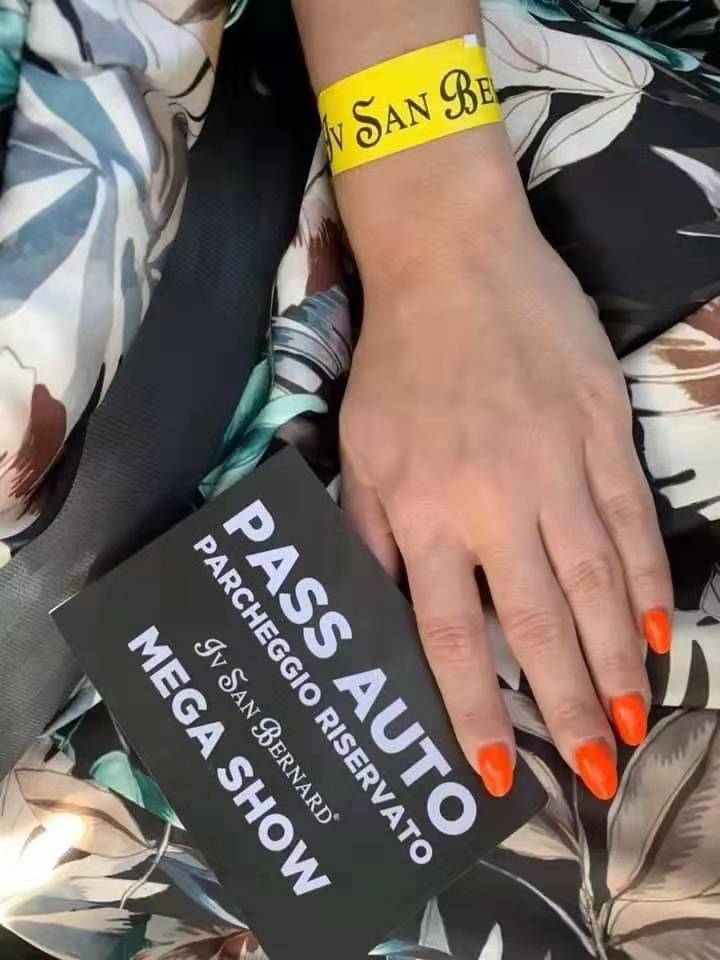 Iv San Be
PASS AUTO
PARCHEGGIO RISERVATO
Iv San Bernard®
MEGA SHOW